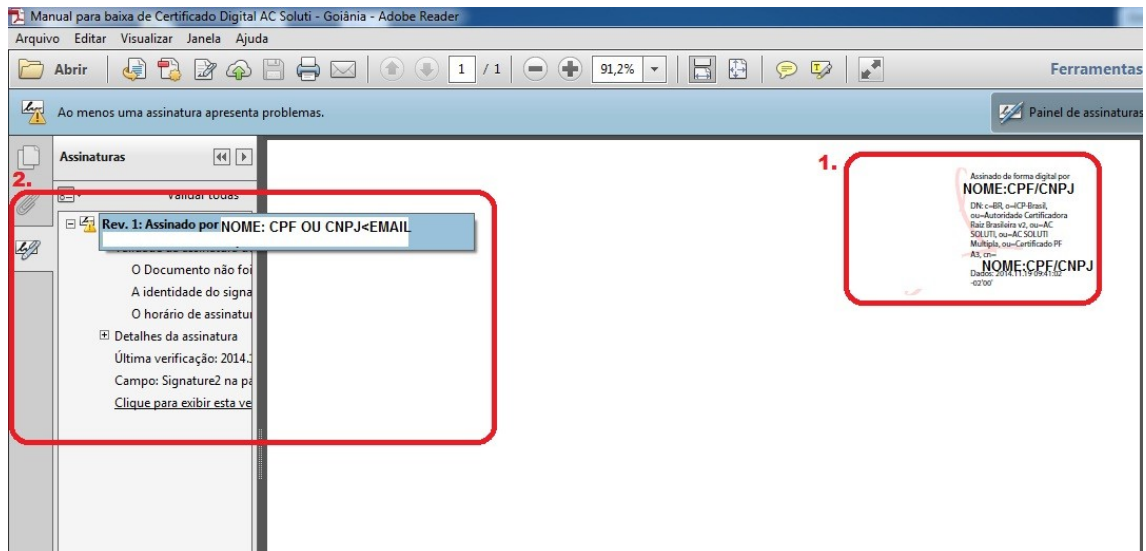 Manual para baixa de Certificado Digital AC Soluti - Goiânia - Adobe Reader
Arquivo Editar Visualizar Janela Ajuda
Abrir 1 / 1 91,2% Ferramentas
Ao menos uma assinatura apresenta problemas. Painel de assinaturas
Assinaturas
2.
Validar todas
Rev. 1: Assinado por NOME: CPF OU CNPJ<EMAIL
O Documento não foi
A identidade do signa
O horário de assinatu
Detalhes da assinatura
Última verificação: 2014.1
Campo: Signature2 na pá
Clique para exibir esta ve
1.
Assinado de forma digital por
NOME:CPF/CNPJ
DN: c=BR, o=ICP-Brasil,
ou=Autoridade Certificadora
Raiz Brasileira v2, ou=AC
SOLUTI, ou=AC SOLUTI
Multipla, ou=Certificado PF
A3, cn=
NOME:CPF/CNPJ
Dados: 2014.11.19 09:41:02
-02'00'